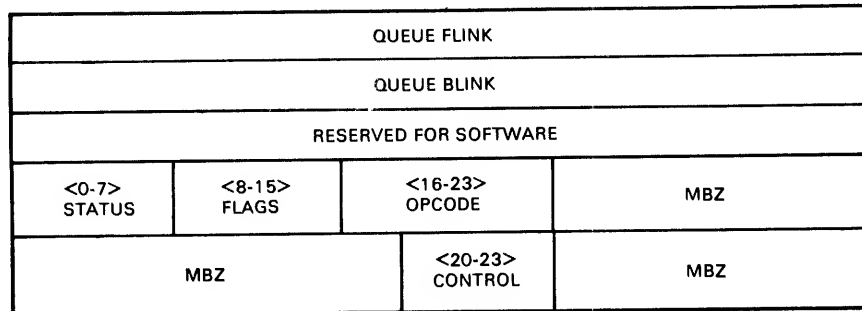 QUEUE FLINK
QUEUE BLINK
RESERVED FOR SOFTWARE
<0-7> <8-15> <16-23> MBZ
STATUS FLAGS OPCODE
MBZ <20-23> MBZ
CONTROL